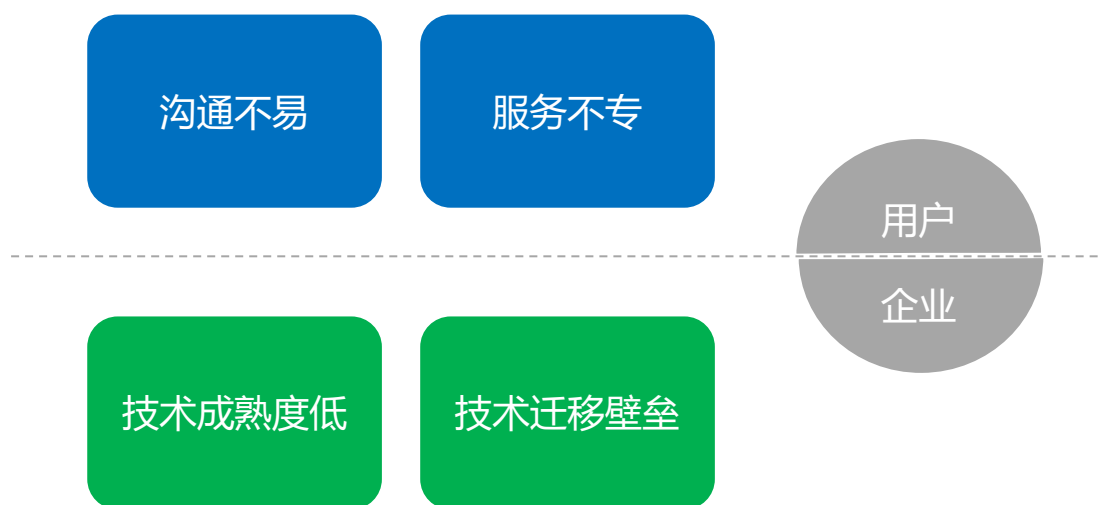 沟通不易
服务不专
用户
企业
技术成熟度低
技术迁移壁垒